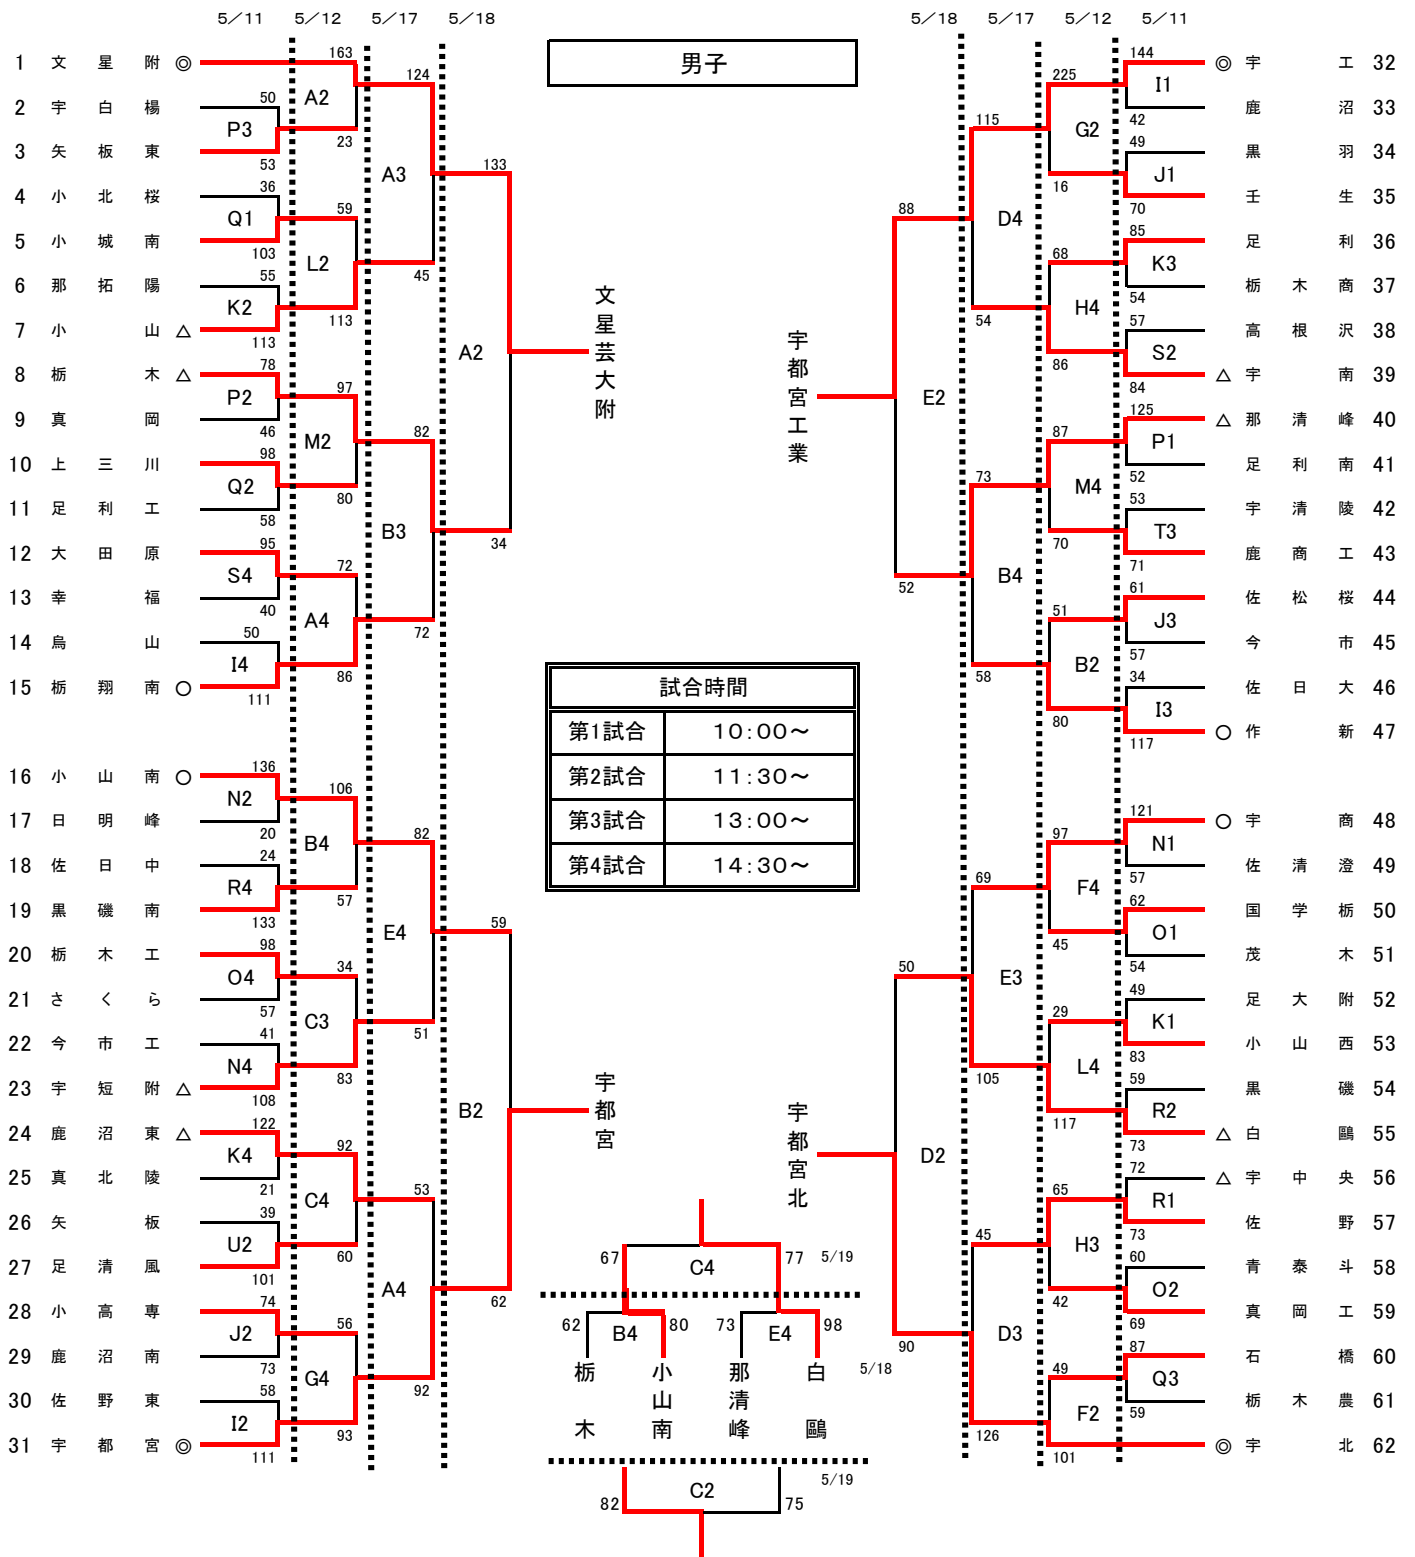 5／11 5／12 5／17 5／18 5／18 5／17 5／12 5／11
男子
1 文星附 ◎
2 宇白楊
3 矢板東
4 小北桜
5 小城南
6 那拓陽
7 小山 △
8 栃木 △
9 真岡
10 上三川
11 足利工
12 大田原
13 幸福
14 烏山
15 栃翔南 ○
16 小山南 ○
17 日明峰
18 佐日中
19 黒磯南
20 栃木工
21 さくら
22 今市工
23 宇短附 △
24 鹿沼東 △
25 真北陵
26 矢板
27 足清風
28 小高専
29 鹿沼南
30 佐野東
31 宇都宮 ◎
50 P3 53
36 Q1 103
55 K2 113
78 P2 46
98 Q2 58
95 S4 40
50 I4 111
136 N2 20
24 R4 133
98 O4 57
41 N4 108
122 K4 21
39 U2 101
74 J2 73
58 I2 111
163 A2 23
59 L2 113
97 M2 80
72 A4 86
106 B4 57
34 C3 83
92 C4 60
56 G4 93
124 A3 45
82 B3 72
82 E4 51
53 A4 92
133 A2 34
59 B2 62
文星芸大附
宇都宮
宇都宮工業
宇都宮北
試合時間
第1試合 10:00～
第2試合 11:30～
第3試合 13:00～
第4試合 14:30～
88 E2 52
50 D2 90
115 D4 54
73 B4 58
69 E3 105
45 D3 126
225 G2 16
68 H4 86
87 M4 70
51 B2 80
97 F4 45
29 L4 117
65 H3 42
49 F2 101
144 I1 42
49 J1 70
85 K3 54
57 S2 84
125 P1 52
53 T3 71
61 J3 57
34 I3 117
121 N1 57
62 O1 54
49 K1 83
59 R2 73
72 R1 73
60 O2 69
87 Q3 59
◎ 宇工 32
鹿沼 33
黒羽 34
壬生 35
足利 36
栃木商 37
高根沢 38
△ 宇南 39
△ 那清峰 40
足利南 41
宇清陵 42
鹿商工 43
佐松桜 44
今市 45
佐日大 46
○ 作新 47
○ 宇商 48
佐清澄 49
国学栃 50
茂木 51
足大附 52
小山西 53
黒磯 54
△ 白鷗 55
△ 宇中央 56
佐野 57
青泰斗 58
真岡工 59
石橋 60
栃木農 61
◎ 宇北 62
67 C4 77 5/19
62 B4 80 73 E4 98
5/18
栃木
小山南
那清峰
白鷗
5/19
82 C2 75